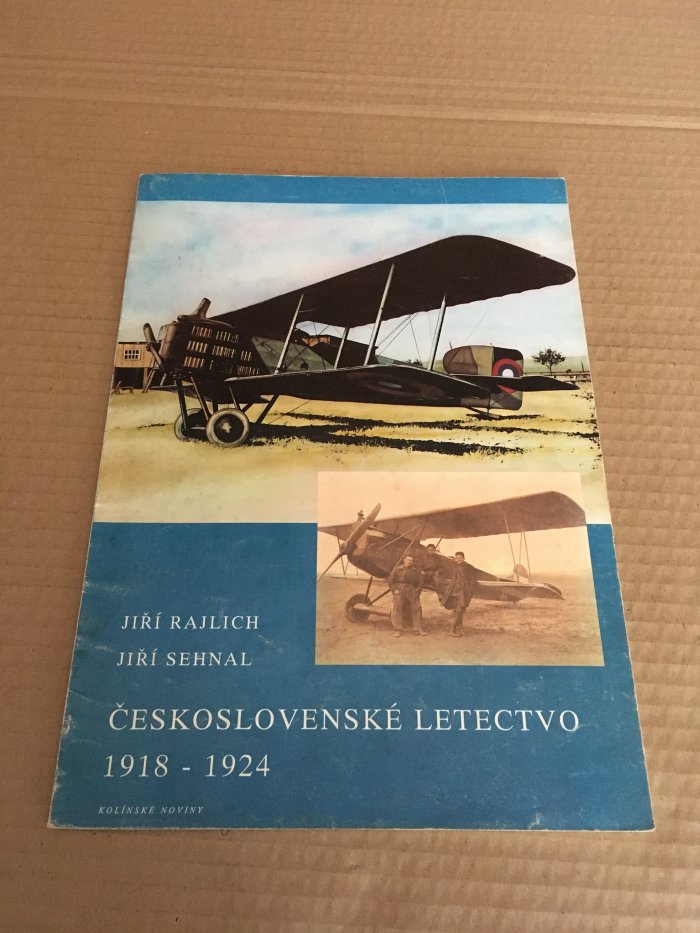 JIŘÍ RAJLICH
JIŘÍ SEHNAL
ČESKOSLOVENSKÉ LETECTVO
1918 - 1924
KOLÍNSKÉ NOVINY